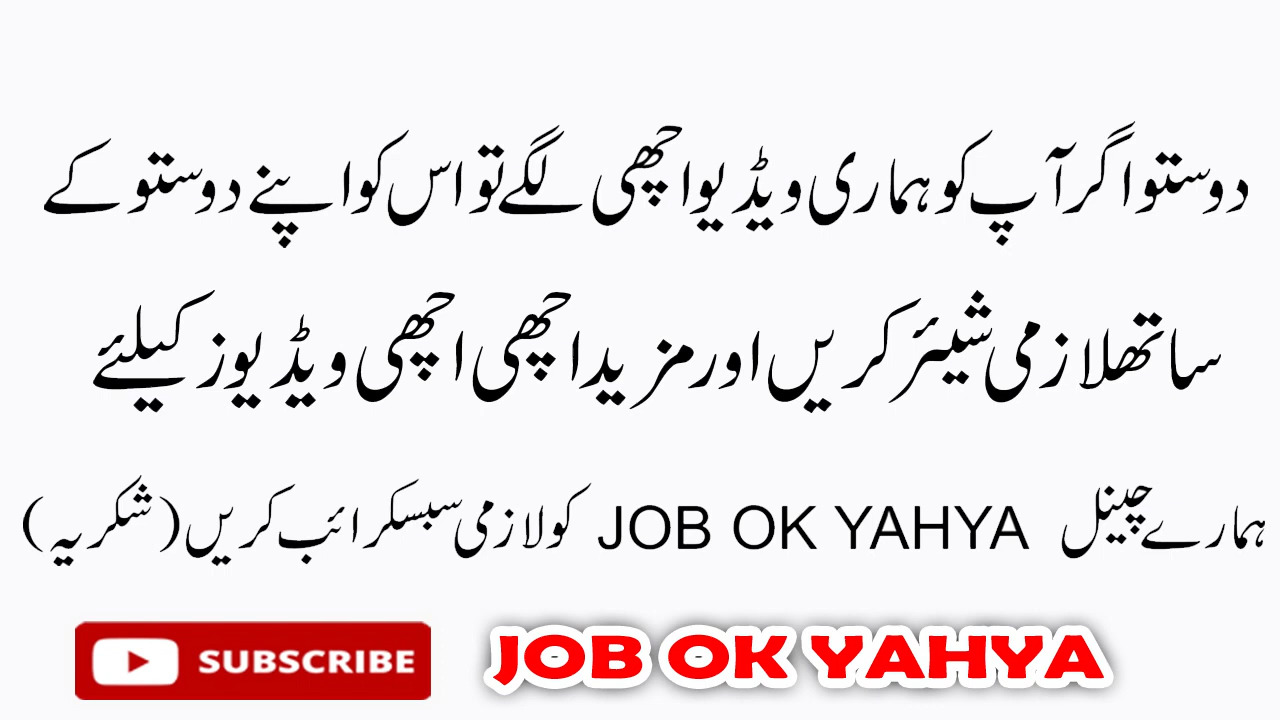 دوستو اگر آپ کو ہماری ویڈیو اچھی لگے تو اس کو اپنے دوستو کے
ساتھ لازمی شیئر کریں اور مزید اچھی اچھی ویڈیوز کیلئے
ہمارے چینل JOB OK YAHYA کو لازمی سبسکرائب کریں (شکریہ)
SUBSCRIBE JOB OK YAHYA